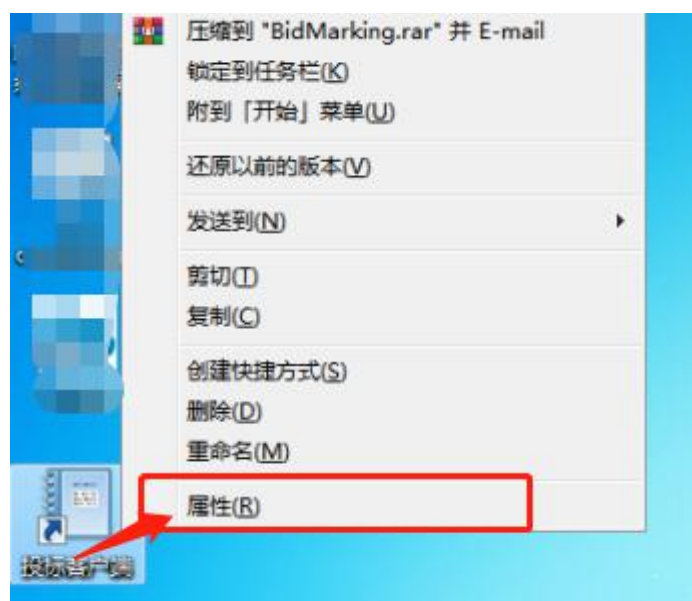 压缩到 "BidMarking.rar" 并 E-mail
锁定到任务栏(K)
附到「开始」菜单(U)
还原以前的版本(V)
发送到(N)
剪切(T)
复制(C)
创建快捷方式(S)
删除(D)
重命名(M)
属性(R)
投标客户端